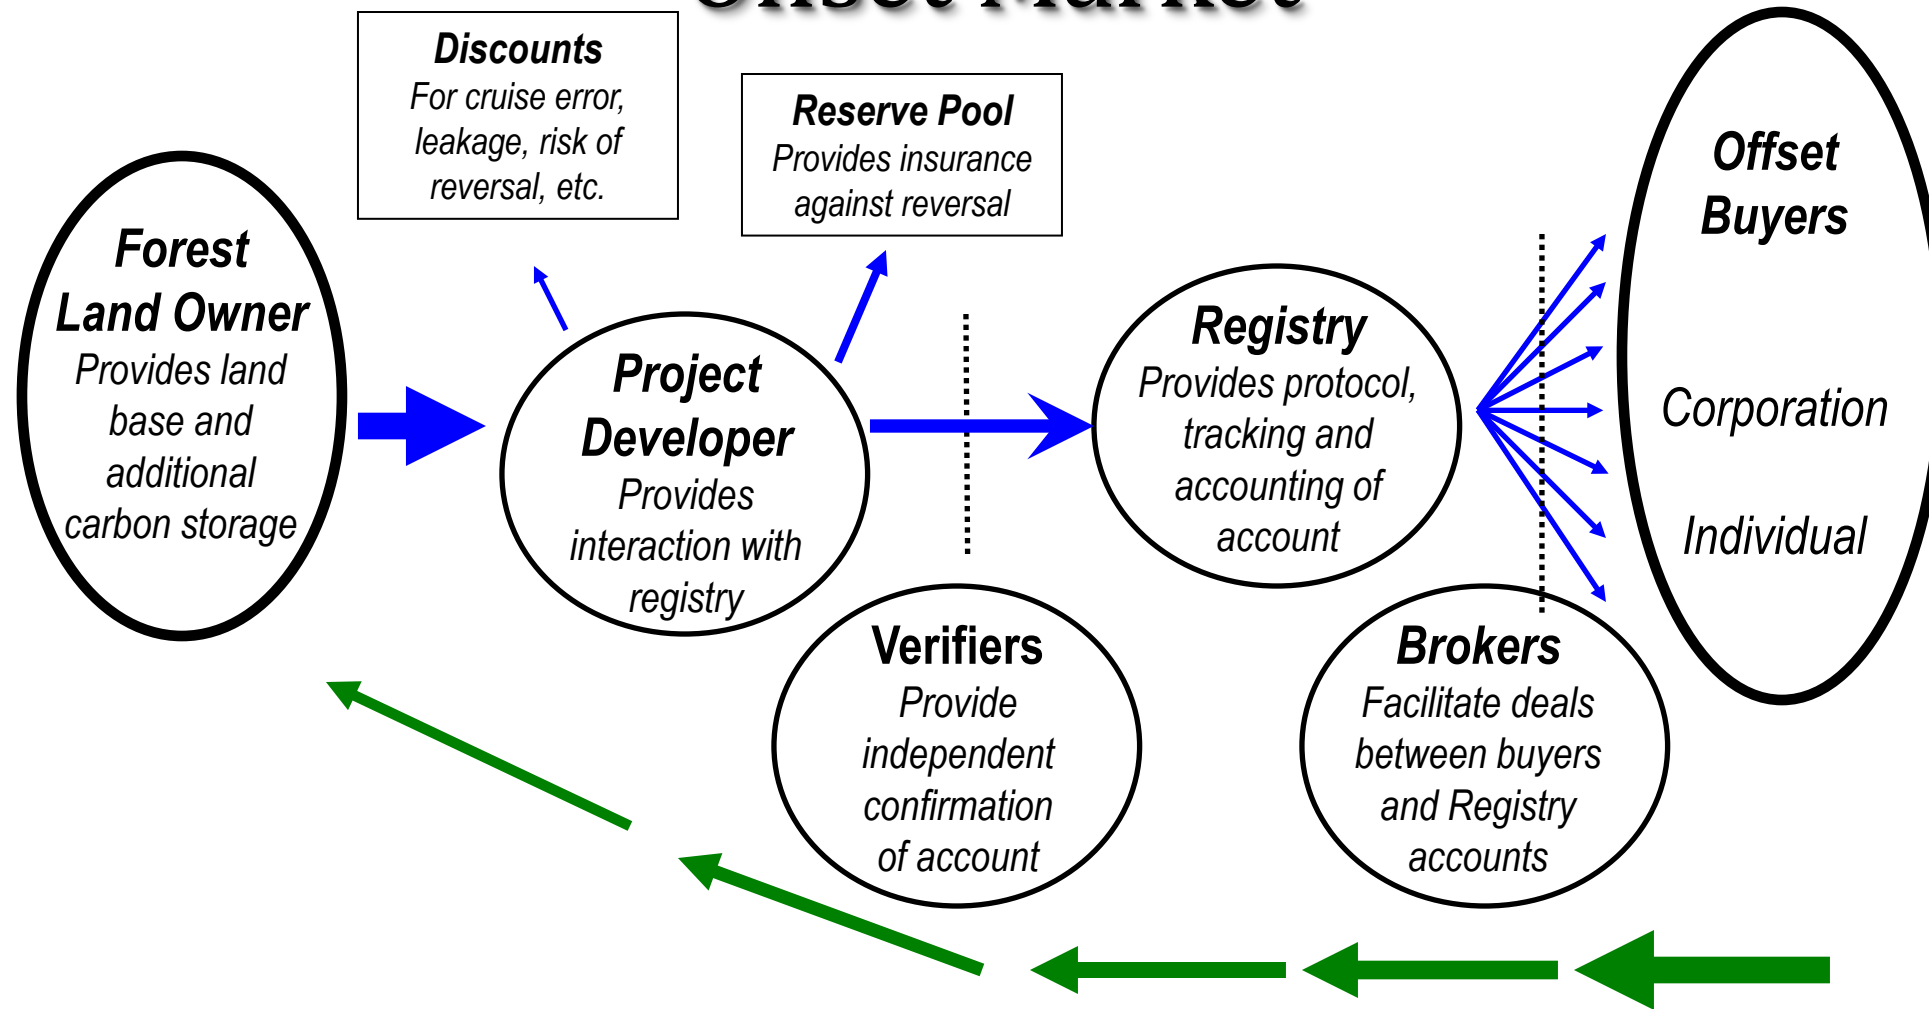 Offset Market
Discounts
For cruise error,
leakage, risk of
reversal, etc.
Reserve Pool
Provides insurance
against reversal
Offset
Buyers
Corporation
Individual
Forest
Land Owner
Provides land
base and
additional
carbon storage
Project
Developer
Provides
interaction with
registry
Registry
Provides protocol,
tracking and
accounting of
account
Verifiers
Provide
independent
confirmation
of account
Brokers
Facilitate deals
between buyers
and Registry
accounts